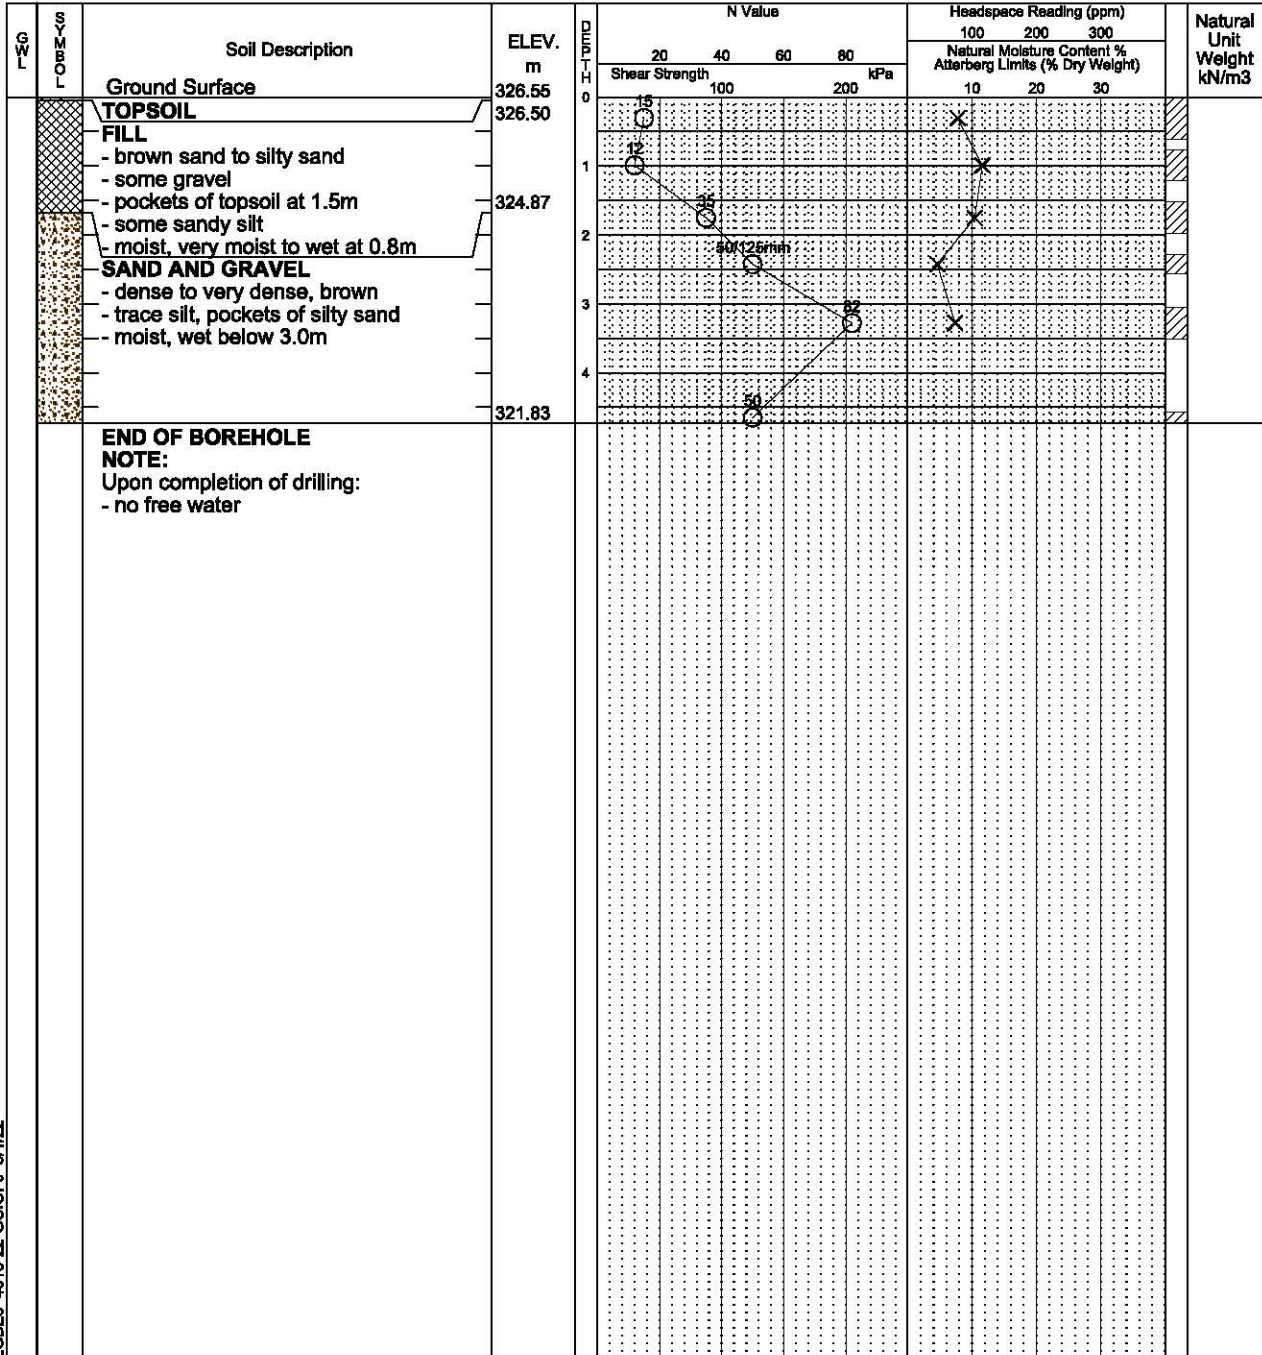 GWL
SYMBOL
Soil Description
ELEV.
m
DEPTH
N Value
20 40 60 80
Shear Strength kPa
100 200
Headspace Reading (ppm)
100 200 300
Natural Moisture Content %
Atterberg Limits (% Dry Weight)
10 20 30
Natural
Unit
Weight
kN/m3
Ground Surface
326.55
0
TOPSOIL
326.50
15
FILL
- brown sand to silty sand
12
- some gravel
1
- pockets of topsoil at 1.5m
324.87
35
- some sandy silt
2
- moist, very moist to wet at 0.8m
50/125mm
SAND AND GRAVEL
- dense to very dense, brown
- trace silt, pockets of silty sand
3
82
- moist, wet below 3.0m
4
50
321.83
END OF BOREHOLE
NOTE:
Upon completion of drilling:
- no free water